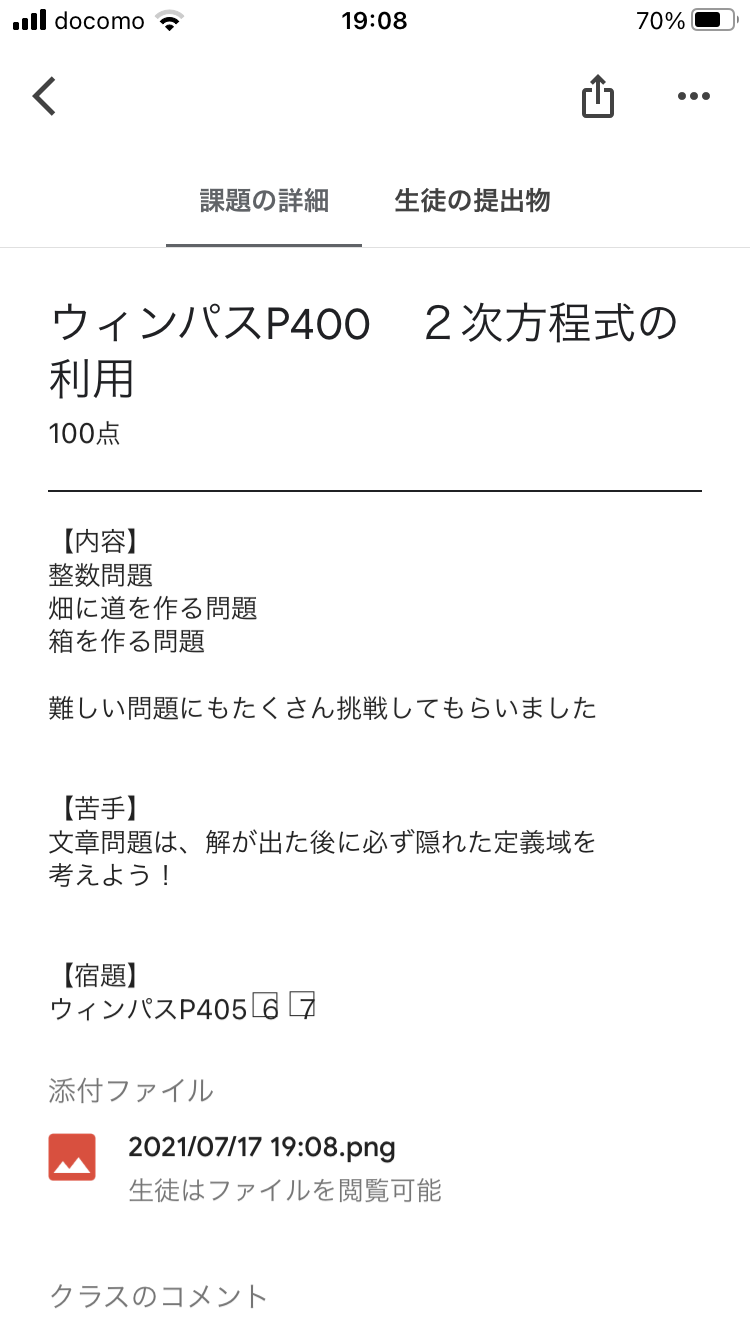 docomo 19:08 70%
課題の詳細 生徒の提出物
ウィンパスP400　２次方程式の
利用
100点
【内容】
整数問題
畑に道を作る問題
箱を作る問題
難しい問題にもたくさん挑戦してもらいました
【苦手】
文章問題は、解が出た後に必ず隠れた定義域を
考えよう！
【宿題】
ウィンパスP405 6⃣ 7⃣
添付ファイル
2021/07/17 19:08.png
生徒はファイルを閲覧可能
クラスのコメント